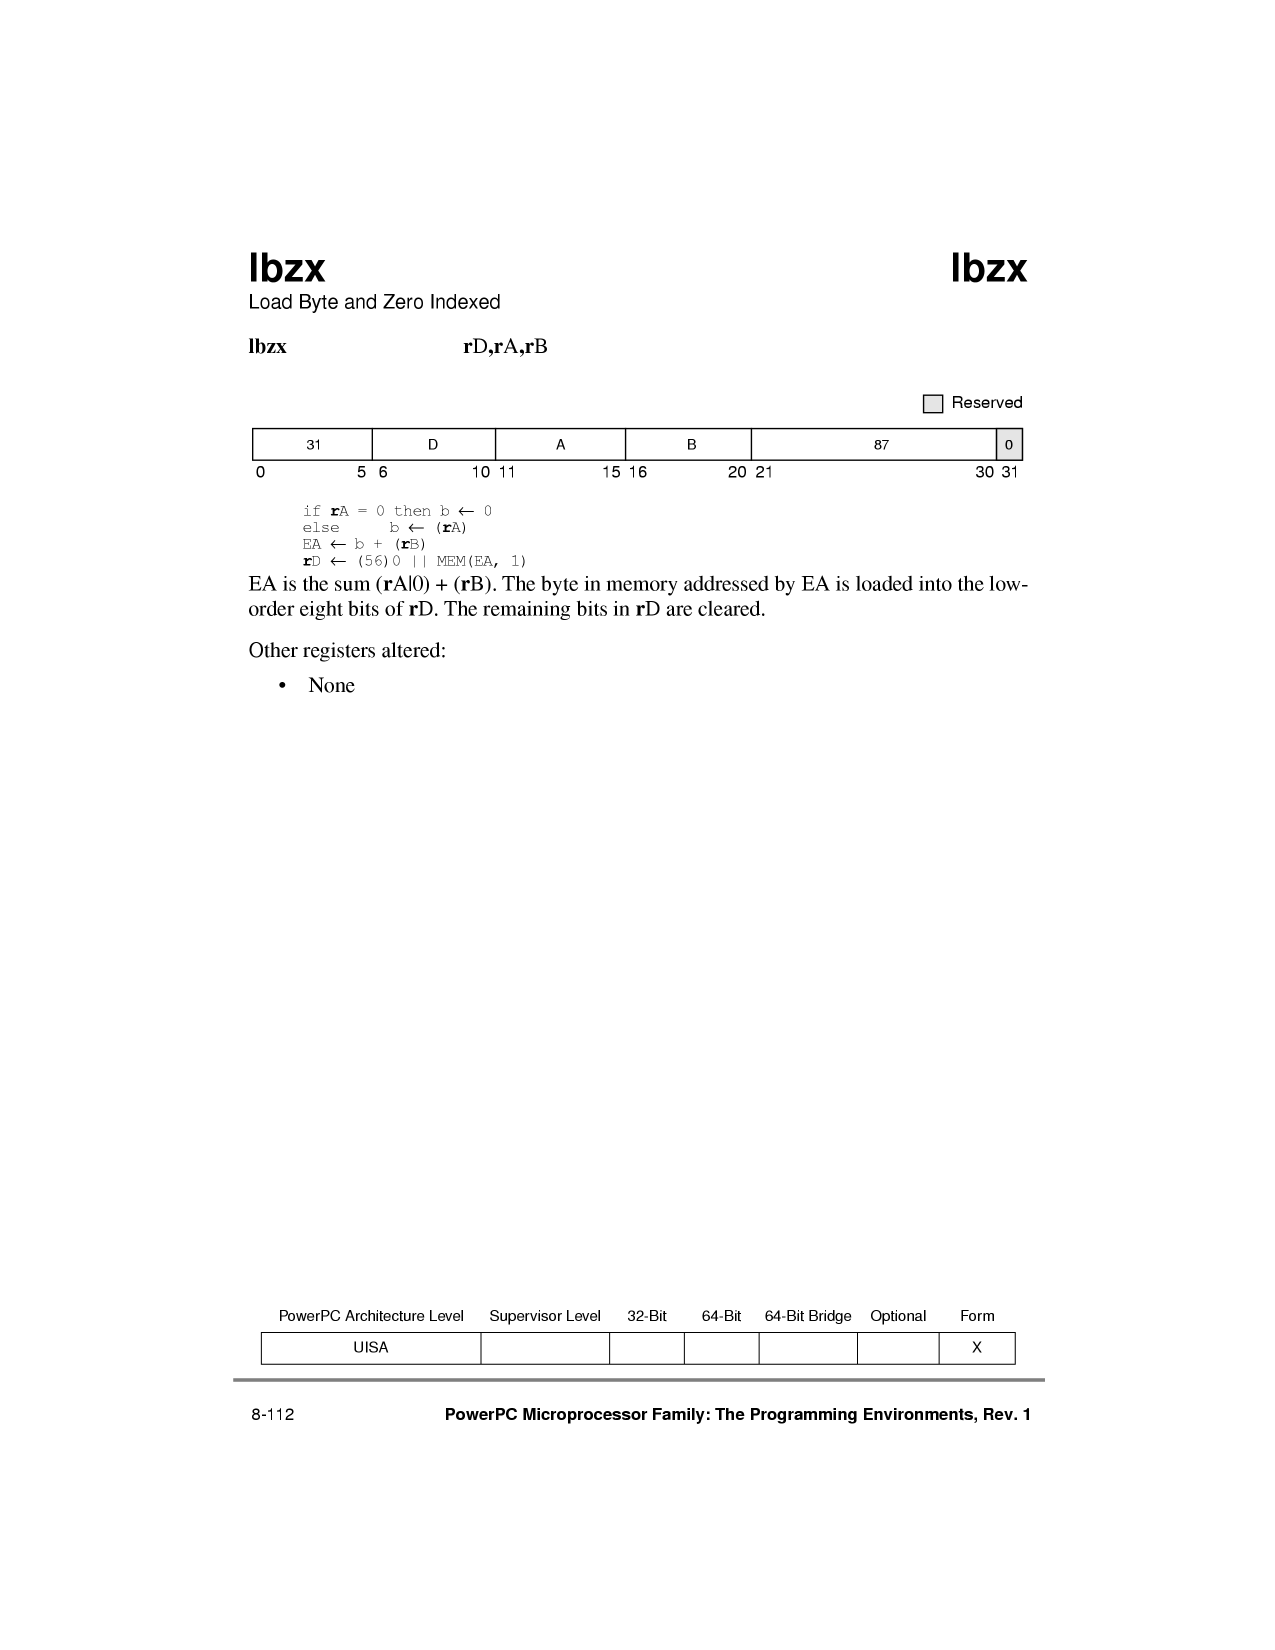 lbzx lbzx
Load Byte and Zero Indexed
lbzx rD,rA,rB
Reserved
31 D A B 87 0
0 5 6 10 11 15 16 20 21 30 31
if rA = 0 then b ← 0
else b ← (rA)
EA ← b + (rB)
rD ← (56)0 || MEM(EA, 1)
EA is the sum (rA|0) + (rB). The byte in memory addressed by EA is loaded into the low-
order eight bits of rD. The remaining bits in rD are cleared.
Other registers altered:
• None
PowerPC Architecture Level Supervisor Level 32-Bit 64-Bit 64-Bit Bridge Optional Form
UISA X
8-112 PowerPC Microprocessor Family: The Programming Environments, Rev. 1